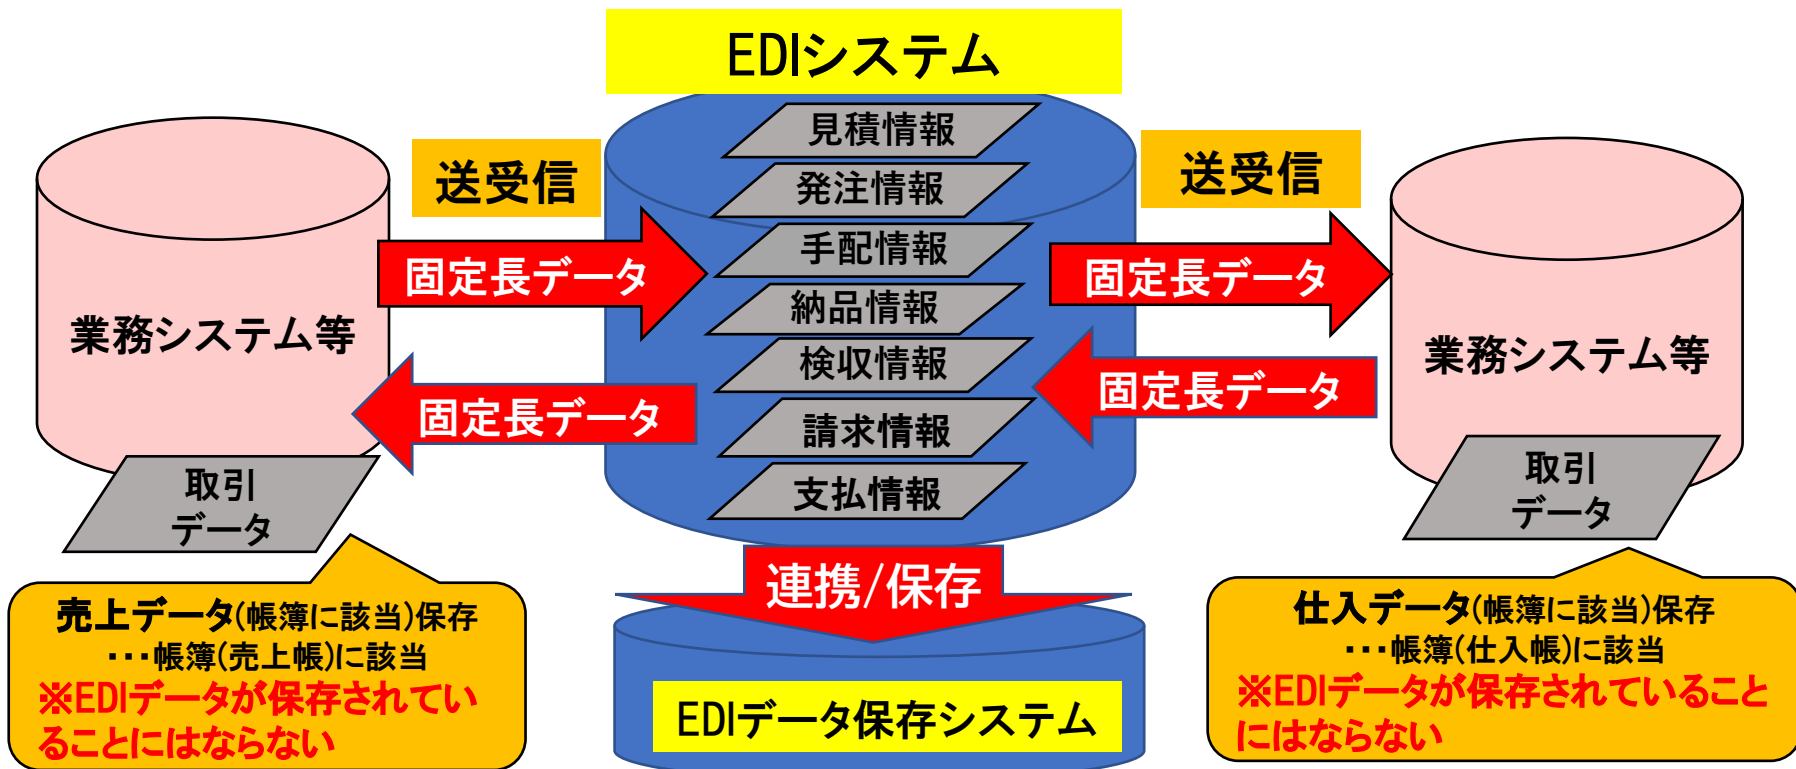 EDIシステム
見積情報
発注情報
手配情報
納品情報
検収情報
請求情報
支払情報
送受信
送受信
固定長データ
固定長データ
固定長データ
固定長データ
業務システム等
業務システム等
取引
データ
取引
データ
連携/保存
EDIデータ保存システム
売上データ(帳簿に該当)保存
・・・帳簿(売上帳)に該当
※EDIデータが保存されてい
ることにはならない
仕入データ(帳簿に該当)保存
・・・帳簿(仕入帳)に該当
※EDIデータが保存されていること
にはならない